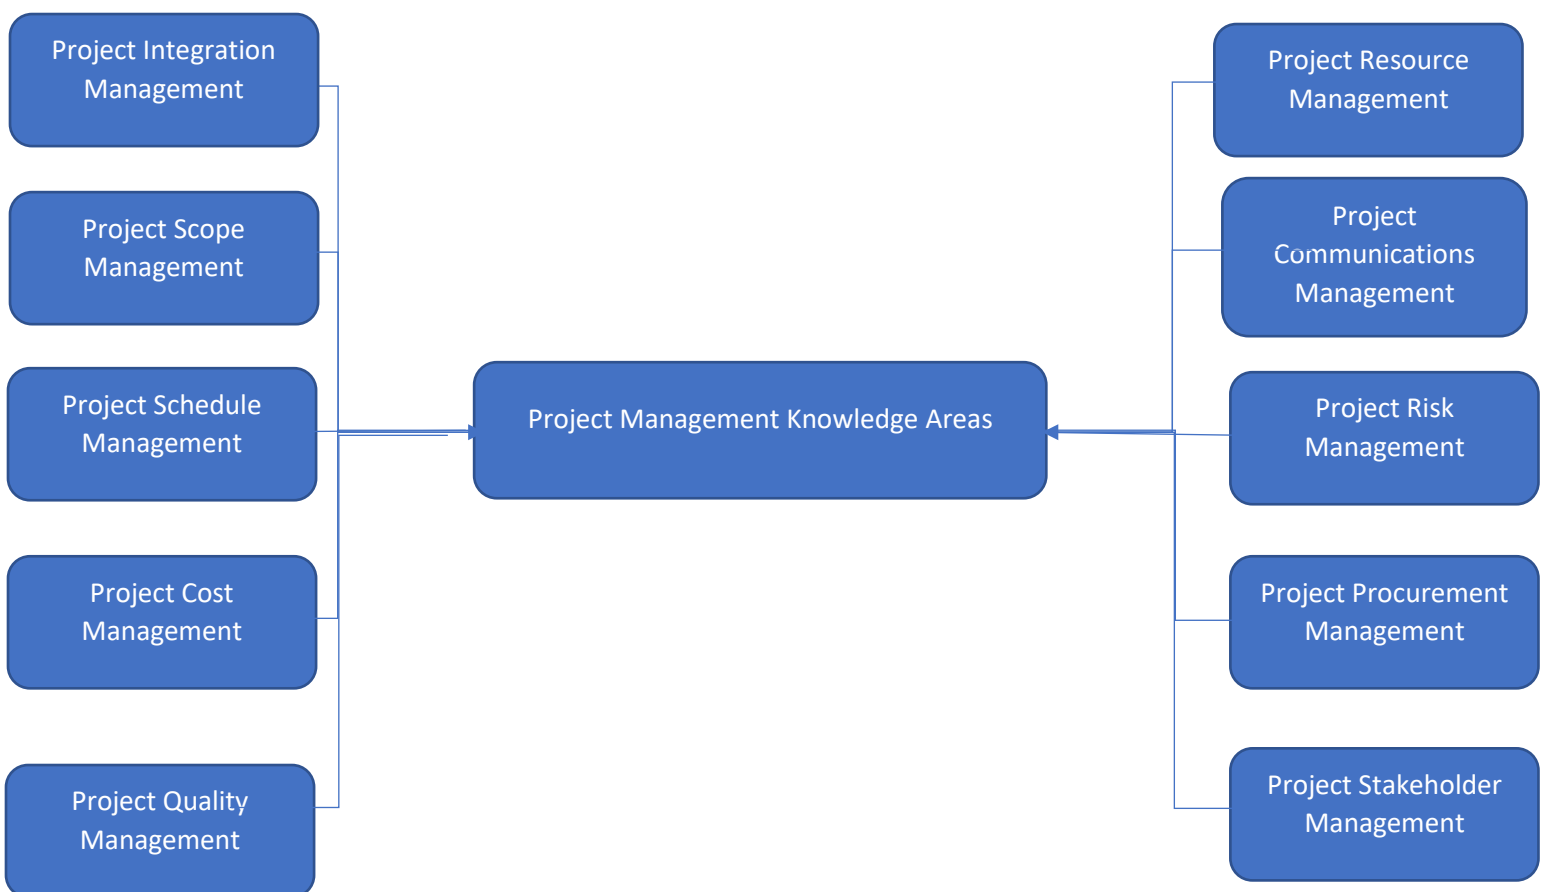 Project Integration
Management
Project Scope
Management
Project Schedule
Management
Project Cost
Management
Project Quality
Management
Project Management Knowledge Areas
Project Resource
Management
Project
Communications
Management
Project Risk
Management
Project Procurement
Management
Project Stakeholder
Management